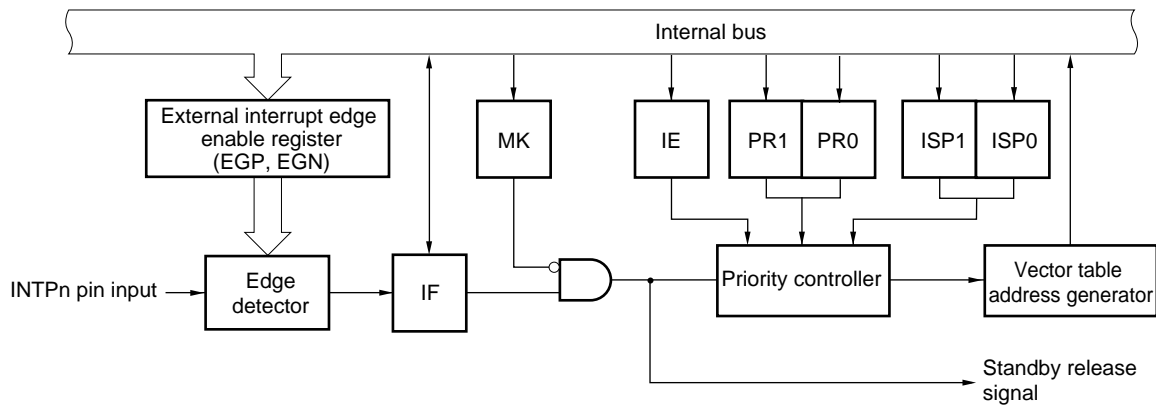 Internal bus
External interrupt edge
enable register
(EGP, EGN)
MK
IE
PR1
PR0
ISP1
ISP0
INTPn pin input
Edge
detector
IF
Priority controller
Vector table
address generator
Standby release
signal